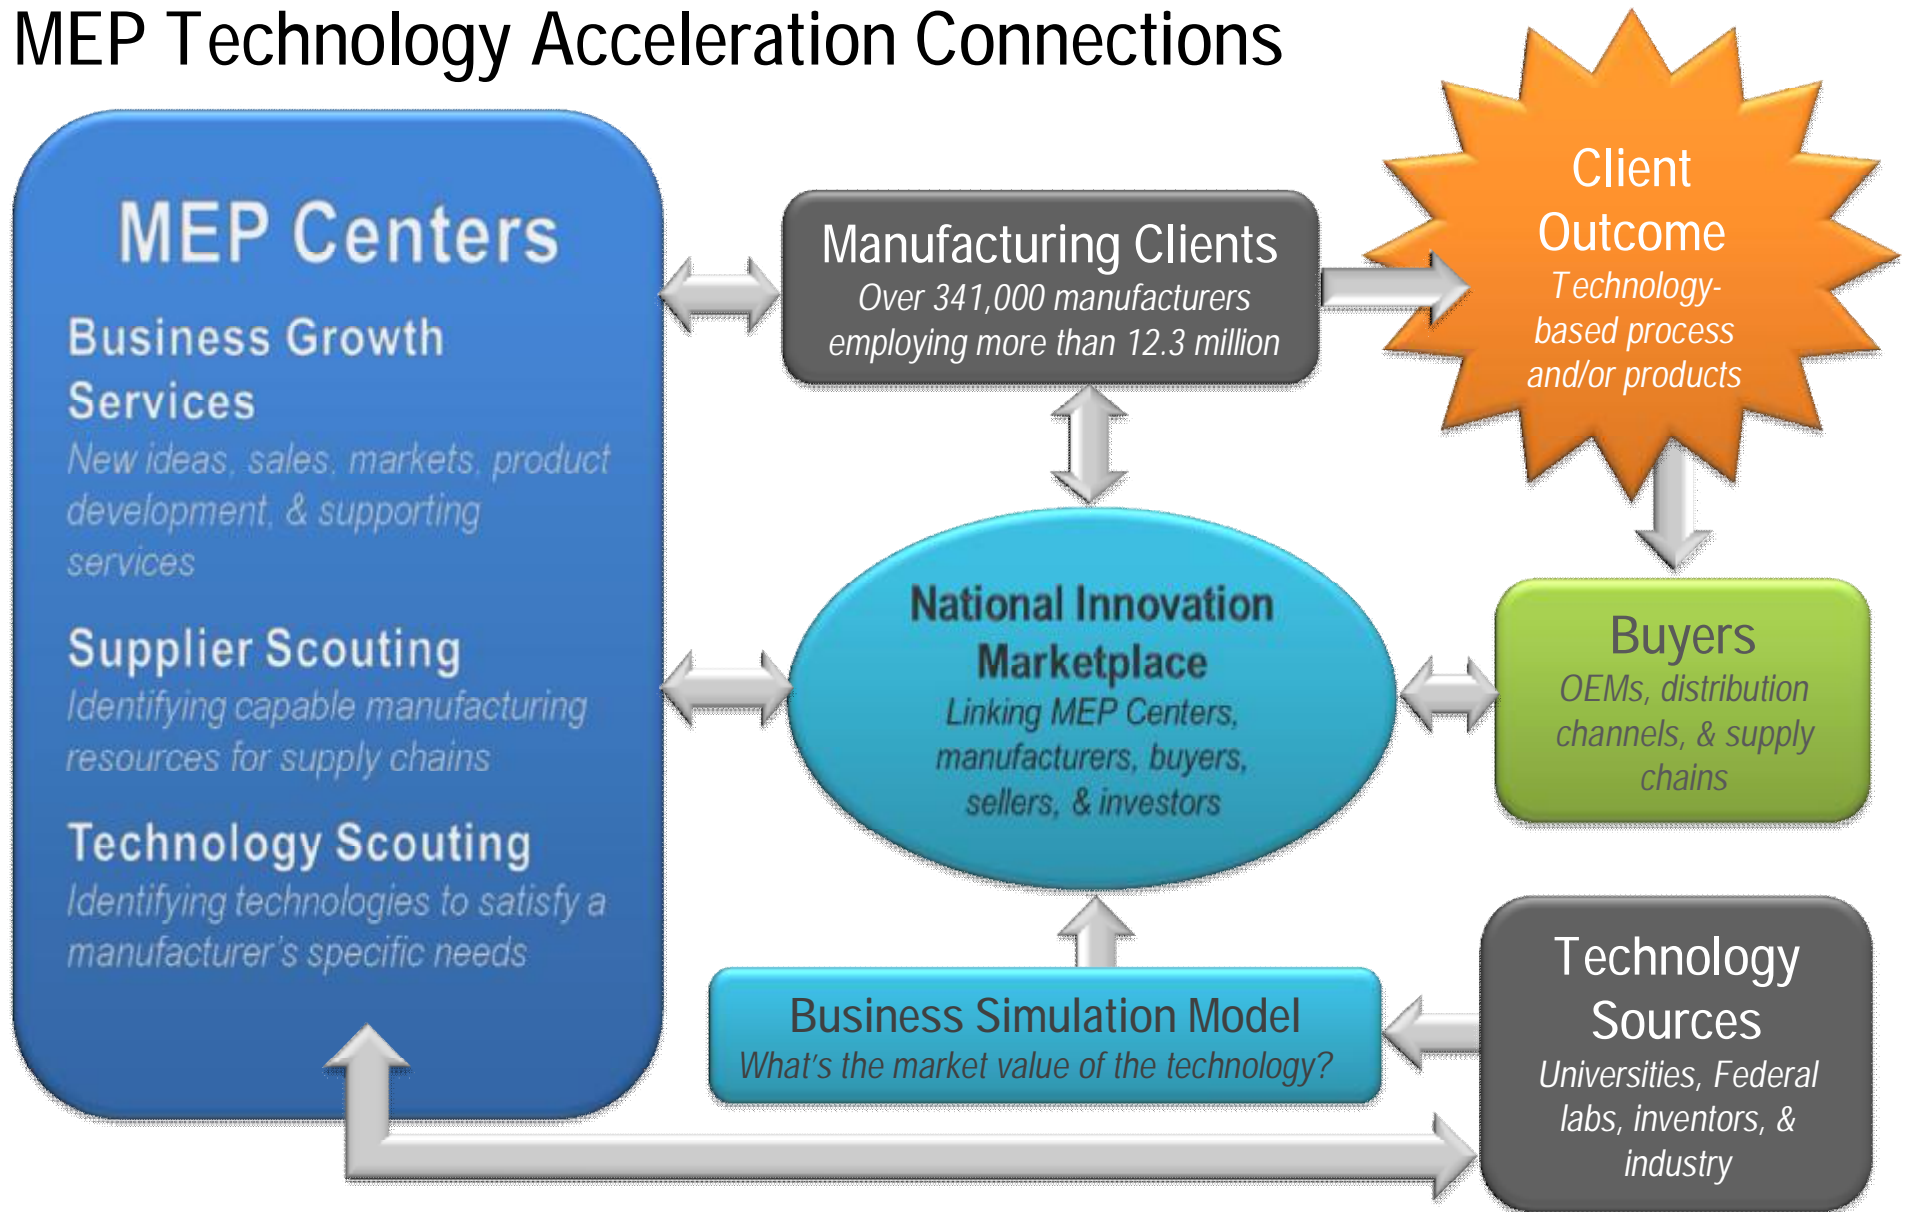 MEP Technology Acceleration Connections
MEP Centers
Business Growth
Services
New ideas, sales, markets, product
development, & supporting
services
Supplier Scouting
Identifying capable manufacturing
resources for supply chains
Technology Scouting
Identifying technologies to satisfy a
manufacturer's specific needs
Manufacturing Clients
Over 341,000 manufacturers
employing more than 12.3 million
Client
Outcome
Technology-
based process
and/or products
National Innovation
Marketplace
Linking MEP Centers,
manufacturers, buyers,
sellers, & investors
Buyers
OEMs, distribution
channels, & supply
chains
Business Simulation Model
What's the market value of the technology?
Technology
Sources
Universities, Federal
labs, inventors, &
industry